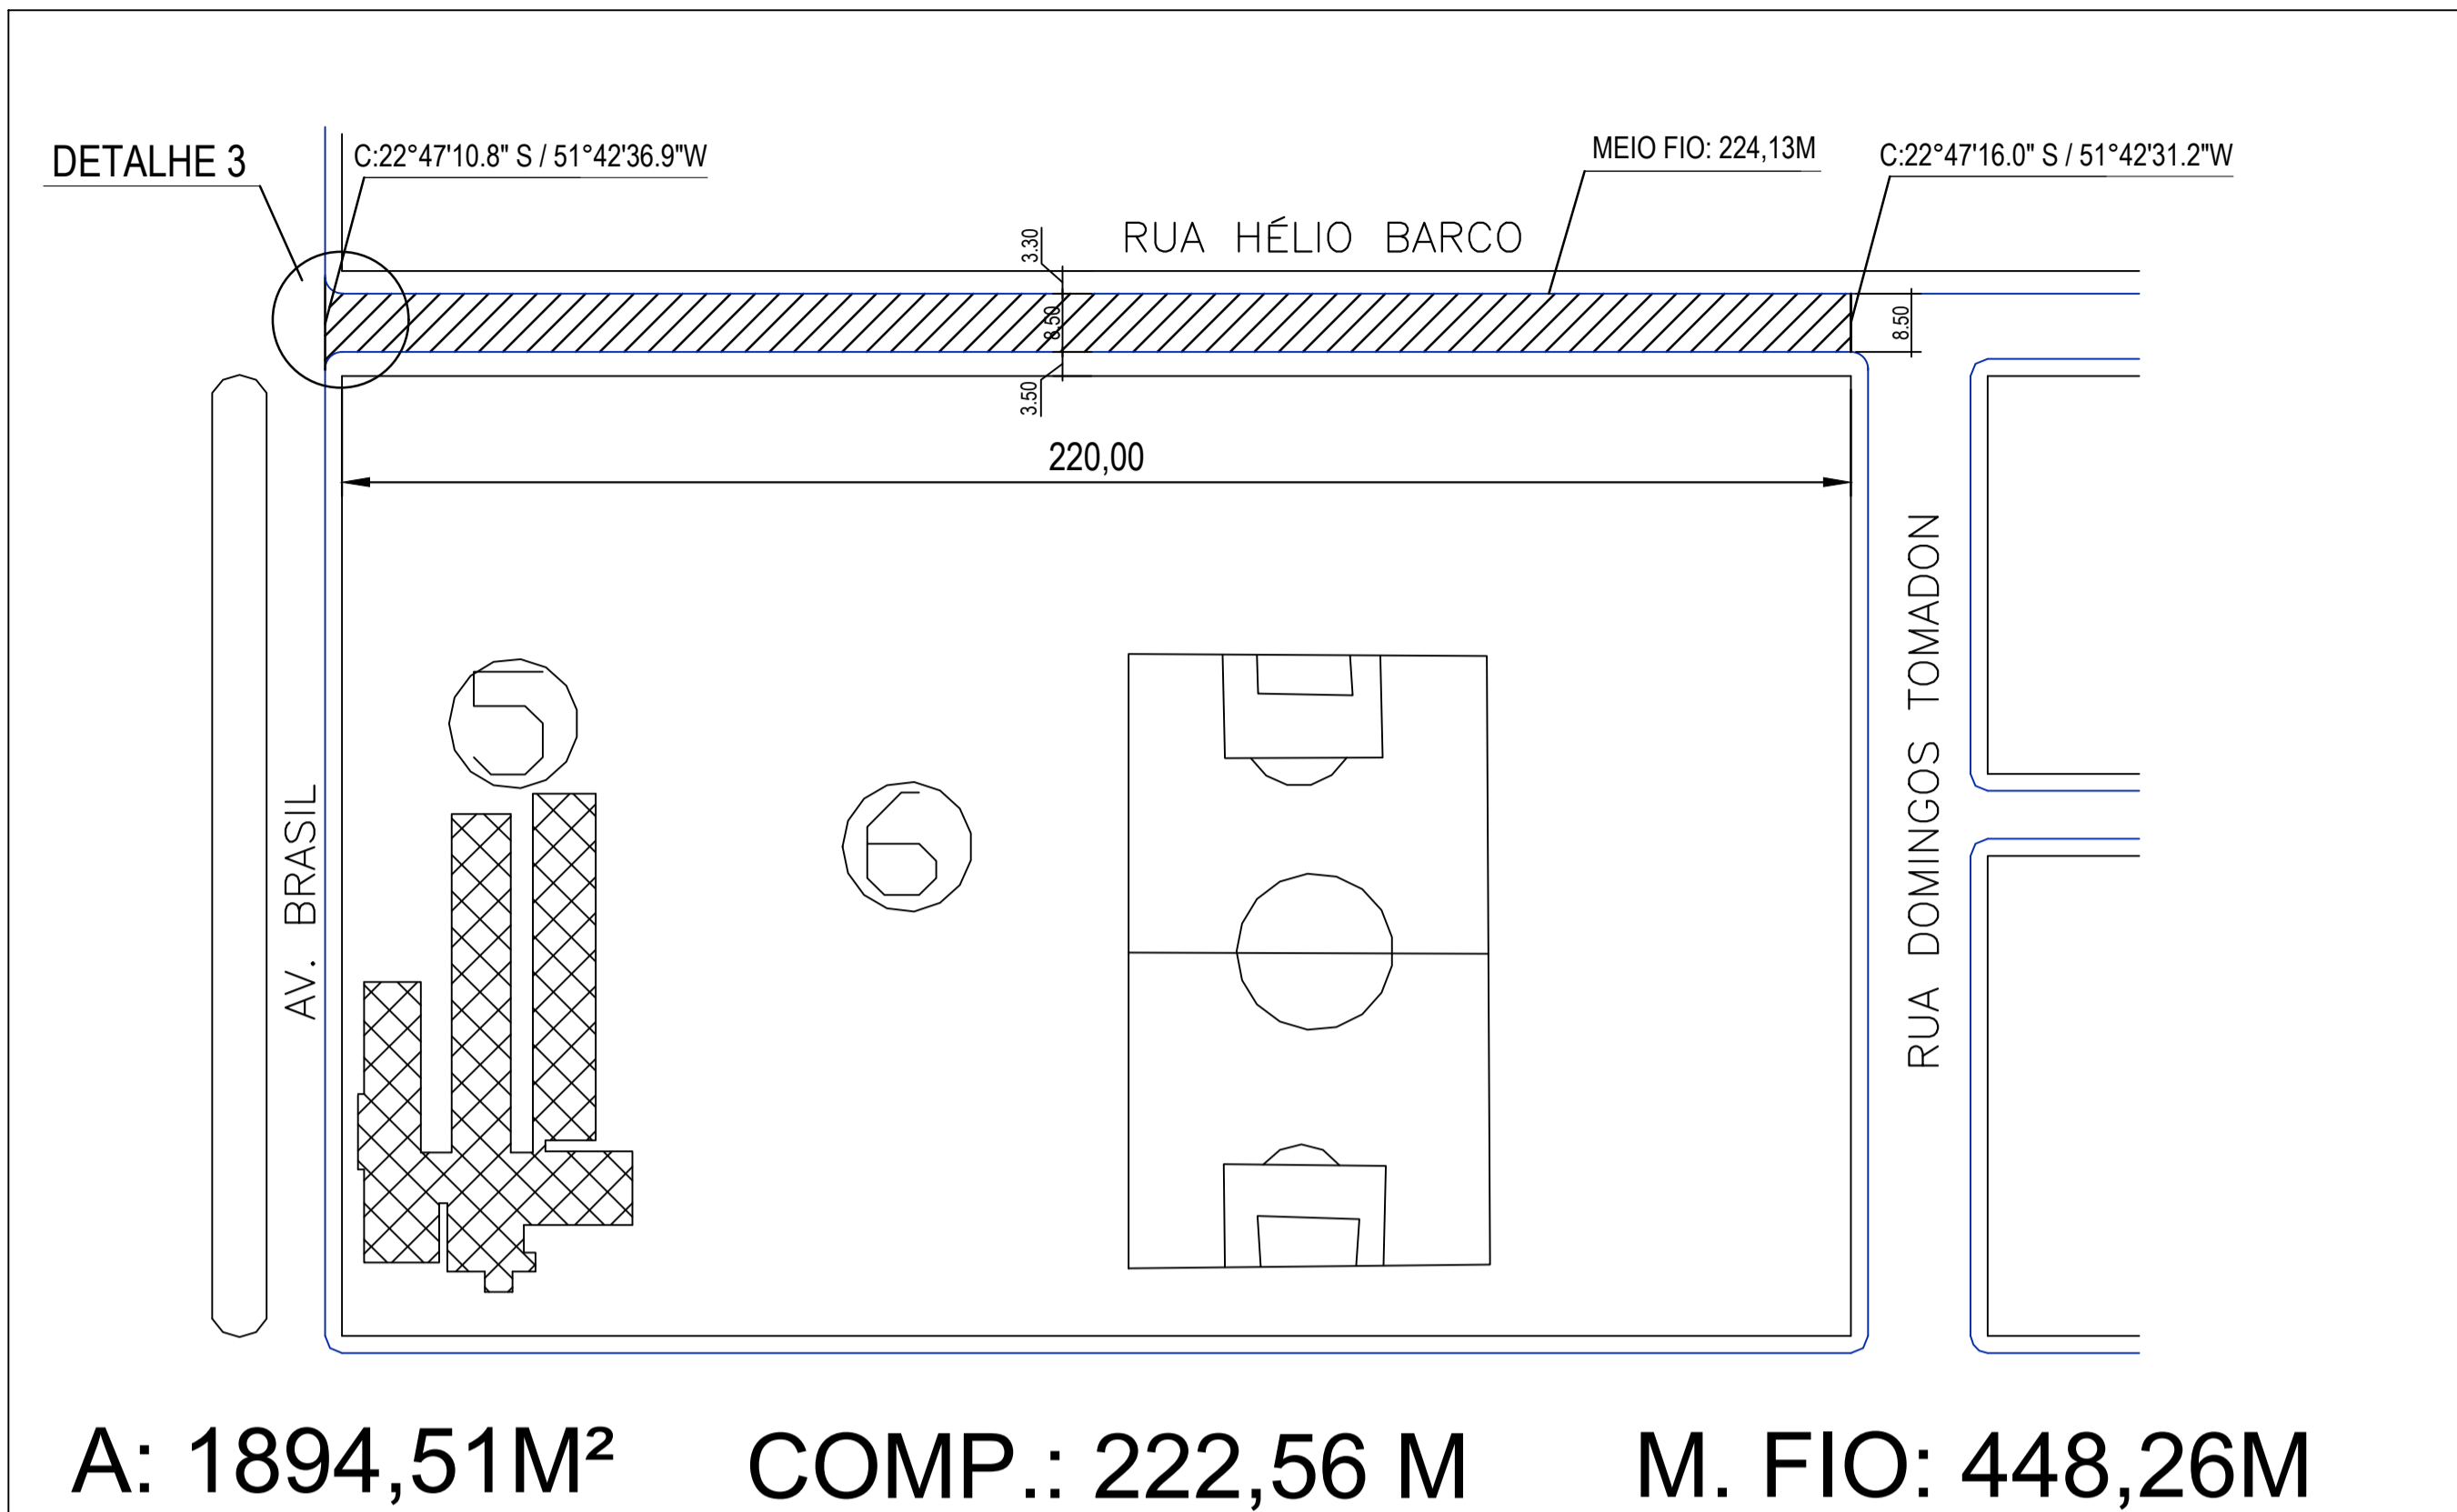 DETALHE 3
C:22°47'10.8" S / 51°42'36.9"W
MEIO FIO: 224,13M
C:22°47'16.0" S / 51°42'31.2"W
RUA HÉLIO BARCO
3.30
8.50
8.50
3.50
220,00
RUA DOMINGOS TOMADON
5
6
AV. BRASIL
A: 1894,51M²
COMP.: 222,56 M
M. FIO: 448,26M